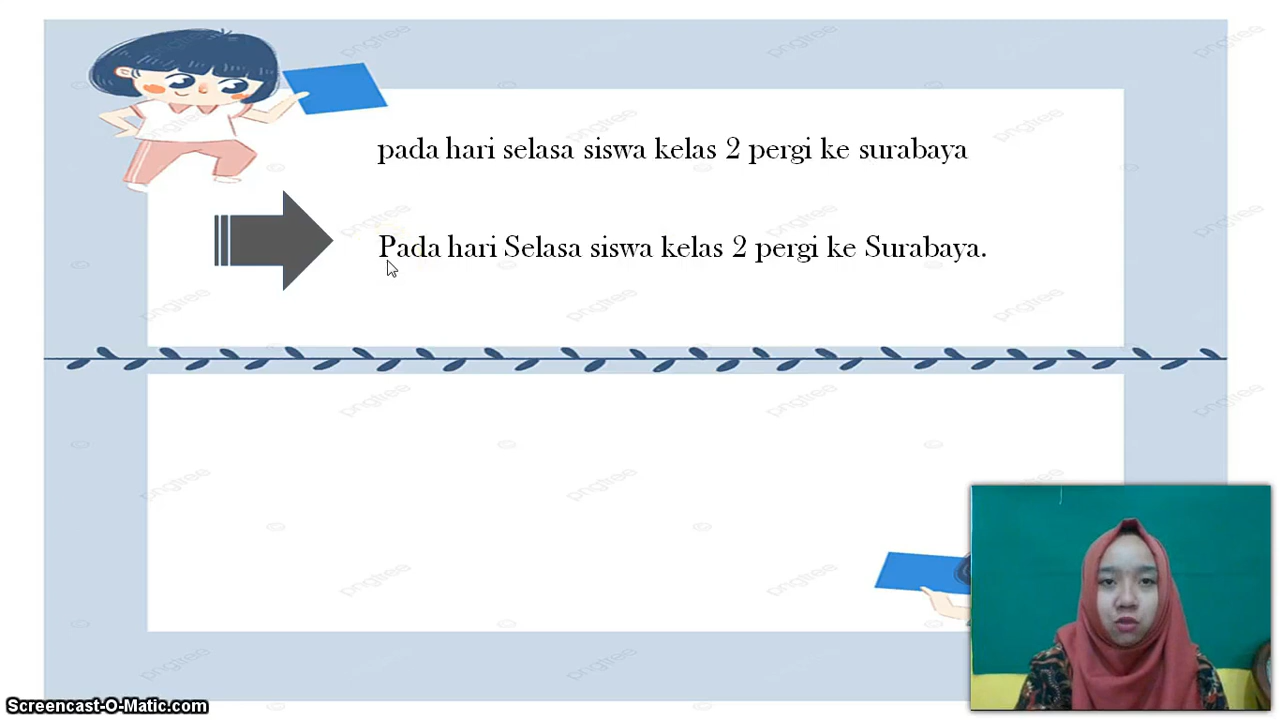 pada hari selasa siswa kelas 2 pergi ke surabaya
Pada hari Selasa siswa kelas 2 pergi ke Surabaya.
Screencast-O-Matic.com
pngtree